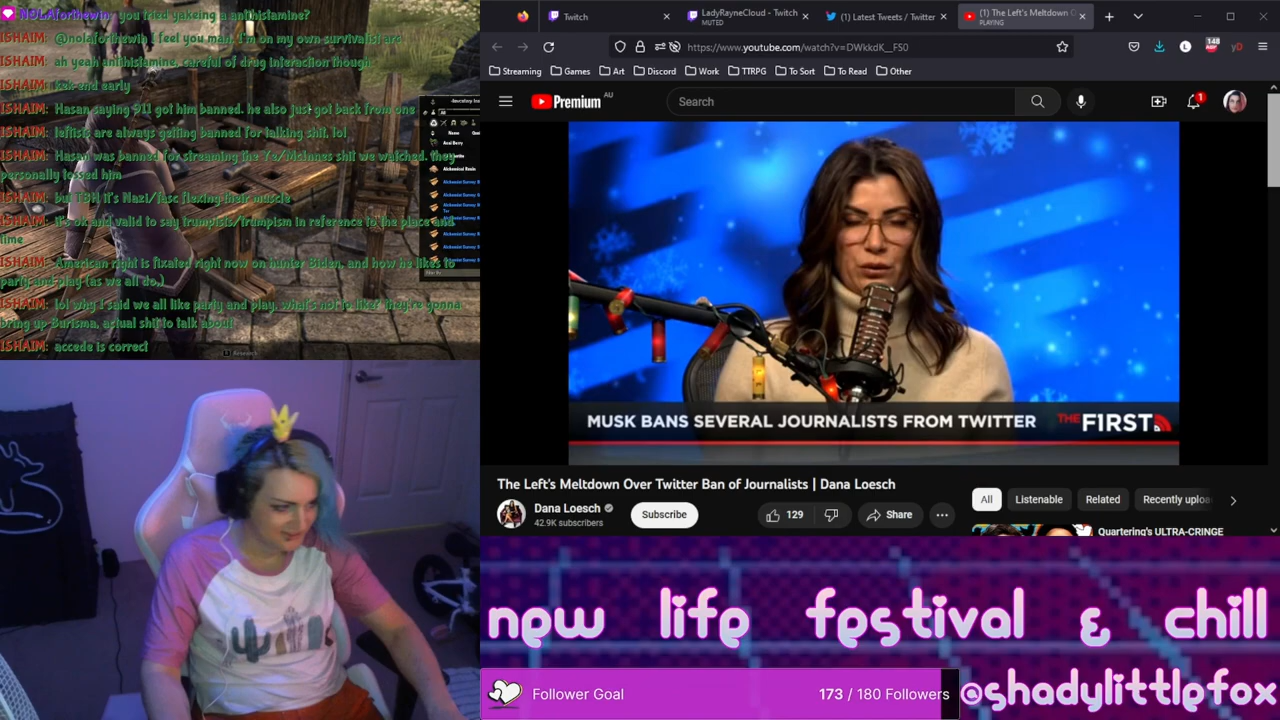 NOLAforthewin: you tried yakeing a antihistamine?
ISHAIM: @nolaforthewin I feel you man. I'm on my own survivalist arc
ISHAIM: ah yeah antihistamine. careful of drug interaction though.
ISHAIM: kek-end early
ISHAIM: Hasan saying 911 got him banned. he also just got back from one
ISHAIM: leftists are always getting banned for talking shit, lol
ISHAIM: Hasan was banned for streaming the Ye/McInnes shit we watched. they
personally tossed him
ISHAIM: but TBH it's Nazi/fasc flexing their muscle
ISHAIM: it's ok and valid to say trumpists/trumpism in reference to the place and
time
ISHAIM: American right is fixated right now on hunter Biden, and how he likes to
party and play (as we all do.)
ISHAIM: lol why I said we all like party and play, what's not to like? they're gonna
bring up Burisma, actual shit to talk about
ISHAIM: accede is correct
Name
Research
Twitch
LadyRayneCloud - Twitch
MUTED
(1) Latest Tweets / Twitter
(1) The Left's Meltdown O
PLAYING
https://www.youtube.com/watch?v=DWkkdK__F50
148
yD
Streaming
Games
Art
Discord
Work
TTRPG
To Sort
To Read
Other
Premium AU
Search
1
MUSK BANS SEVERAL JOURNALISTS FROM TWITTER
THE FIRST
The Left's Meltdown Over Twitter Ban of Journalists | Dana Loesch
Dana Loesch
42.9K subscribers
Subscribe
129
Share
All
Listenable
Related
Recently uploa
Quartering's ULTRA-CRINGE
new life festival & chill
Follower Goal
173 / 180 Followers
@shadylittlefox